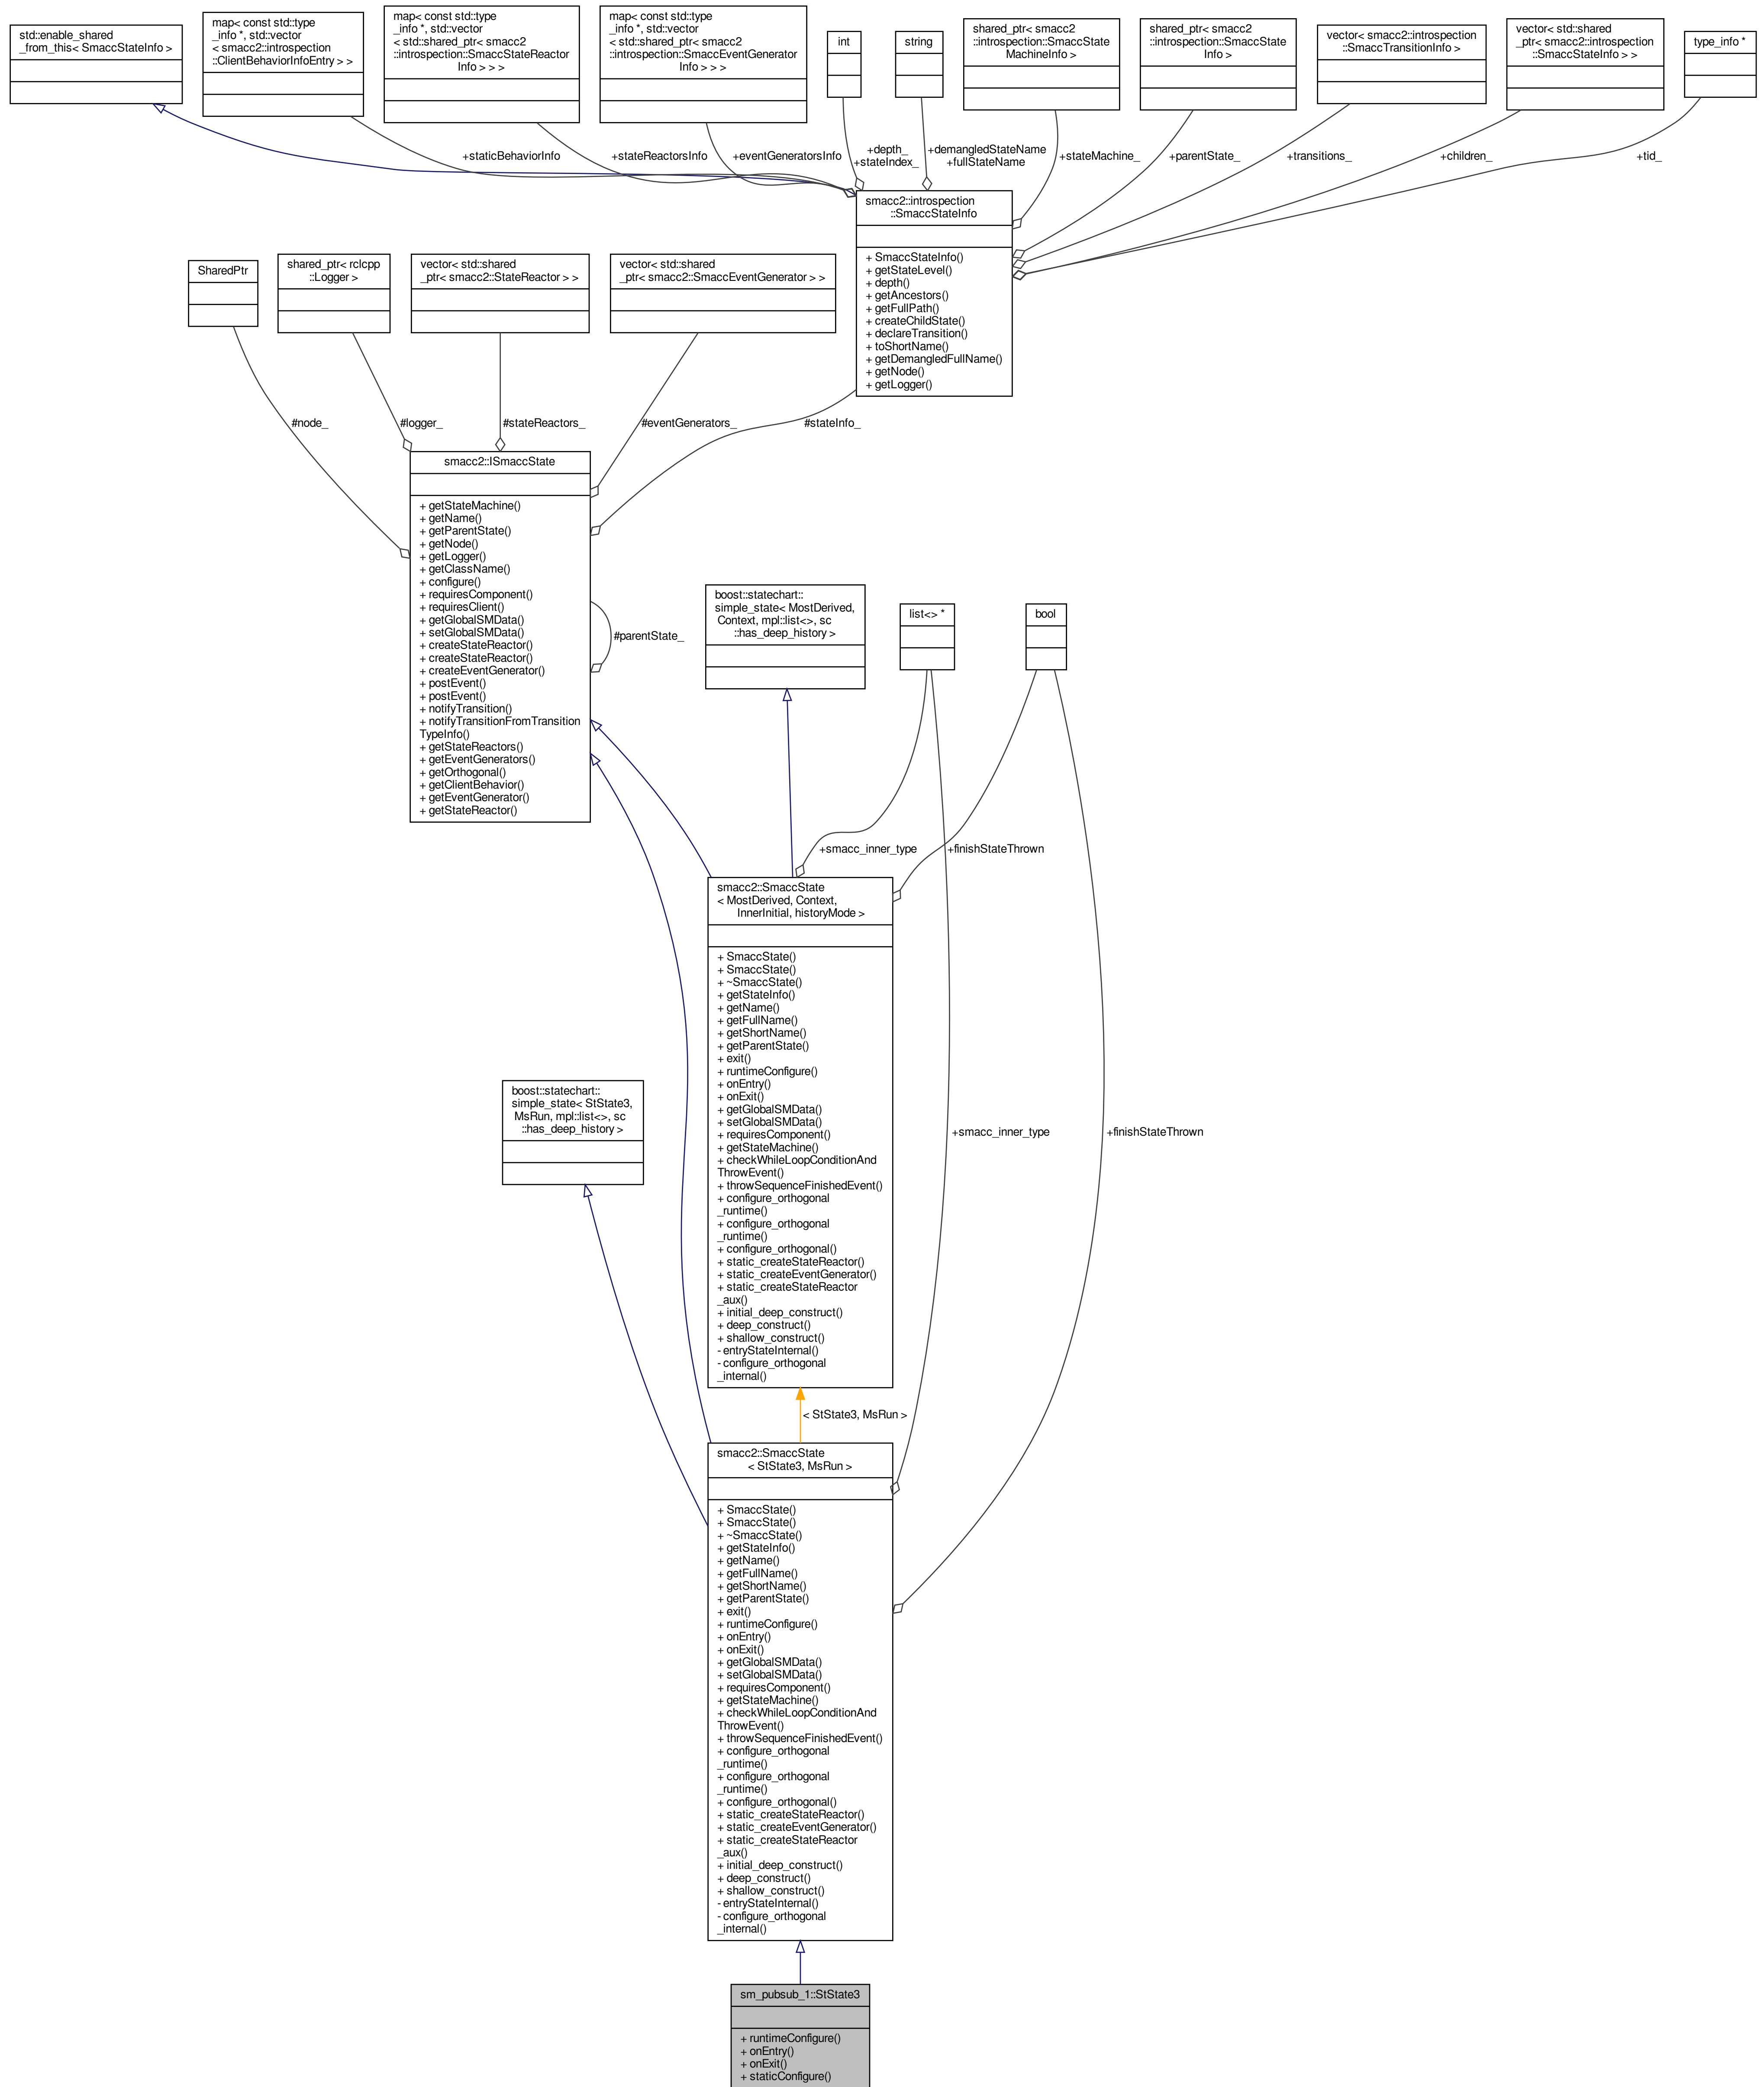 std::enable_shared
_from_this< SmaccStateInfo >
map< const std::type
_info *, std::vector
< smacc2::introspection
::ClientBehaviorInfoEntry > >
map< const std::type
_info *, std::vector
< std::shared_ptr< smacc2
::introspection::SmaccStateReactor
Info > > >
map< const std::type
_info *, std::vector
< std::shared_ptr< smacc2
::introspection::SmaccEventGenerator
Info > > >
int
string
shared_ptr< smacc2
::introspection::SmaccState
MachineInfo >
shared_ptr< smacc2
::introspection::SmaccState
Info >
vector< smacc2::introspection
::SmaccTransitionInfo >
vector< std::shared
_ptr< smacc2::introspection
::SmaccStateInfo > >
type_info *
+staticBehaviorInfo
+stateReactorsInfo
+eventGeneratorsInfo
+depth_
+stateIndex_
+demangledStateName
+fullStateName
+stateMachine_
+parentState_
+transitions_
+children_
+tid_
smacc2::introspection
::SmaccStateInfo
+ SmaccStateInfo()
+ getStateLevel()
+ depth()
+ getAncestors()
+ getFullPath()
+ createChildState()
+ declareTransition()
+ toShortName()
+ getDemangledFullName()
+ getNode()
+ getLogger()
SharedPtr
shared_ptr< rclcpp
::Logger >
vector< std::shared
_ptr< smacc2::StateReactor > >
vector< std::shared
_ptr< smacc2::SmaccEventGenerator > >
#node_
#logger_
#stateReactors_
#eventGenerators_
#stateInfo_
smacc2::ISmaccState
+ getStateMachine()
+ getName()
+ getParentState()
+ getNode()
+ getLogger()
+ getClassName()
+ configure()
+ requiresComponent()
+ requiresClient()
+ getGlobalSMData()
+ setGlobalSMData()
+ createStateReactor()
+ createStateReactor()
+ createEventGenerator()
+ postEvent()
+ postEvent()
+ notifyTransition()
+ notifyTransitionFromTransition
TypeInfo()
+ getStateReactors()
+ getEventGenerators()
+ getOrthogonal()
+ getClientBehavior()
+ getEventGenerator()
+ getStateReactor()
#parentState_
boost::statechart::
simple_state< MostDerived,
Context, mpl::list<>, sc
::has_deep_history >
list<> *
bool
+smacc_inner_type
+finishStateThrown
smacc2::SmaccState
< MostDerived, Context,
InnerInitial, historyMode >
+ SmaccState()
+ SmaccState()
+ ~SmaccState()
+ getStateInfo()
+ getName()
+ getFullName()
+ getShortName()
+ getParentState()
+ exit()
+ runtimeConfigure()
+ onEntry()
+ onExit()
+ getGlobalSMData()
+ setGlobalSMData()
+ requiresComponent()
+ getStateMachine()
+ checkWhileLoopConditionAnd
ThrowEvent()
+ throwSequenceFinishedEvent()
+ configure_orthogonal
_runtime()
+ configure_orthogonal
_runtime()
+ configure_orthogonal()
+ static_createStateReactor()
+ static_createEventGenerator()
+ static_createStateReactor
_aux()
+ initial_deep_construct()
+ deep_construct()
+ shallow_construct()
- entryStateInternal()
- configure_orthogonal
_internal()
boost::statechart::
simple_state< StState3,
MsRun, mpl::list<>, sc
::has_deep_history >
+smacc_inner_type
+finishStateThrown
< StState3, MsRun >
smacc2::SmaccState
< StState3, MsRun >
+ SmaccState()
+ SmaccState()
+ ~SmaccState()
+ getStateInfo()
+ getName()
+ getFullName()
+ getShortName()
+ getParentState()
+ exit()
+ runtimeConfigure()
+ onEntry()
+ onExit()
+ getGlobalSMData()
+ setGlobalSMData()
+ requiresComponent()
+ getStateMachine()
+ checkWhileLoopConditionAnd
ThrowEvent()
+ throwSequenceFinishedEvent()
+ configure_orthogonal
_runtime()
+ configure_orthogonal
_runtime()
+ configure_orthogonal()
+ static_createStateReactor()
+ static_createEventGenerator()
+ static_createStateReactor
_aux()
+ initial_deep_construct()
+ deep_construct()
+ shallow_construct()
- entryStateInternal()
- configure_orthogonal
_internal()
sm_pubsub_1::StState3
+ runtimeConfigure()
+ onEntry()
+ onExit()
+ staticConfigure()